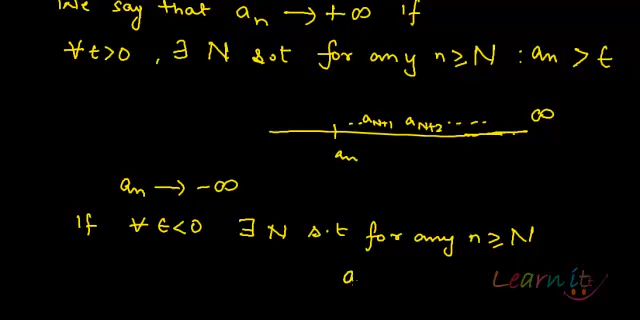 We say that an → +∞ if
∀ε>0, ∃ N s.t for any n≥N : an > ε
..aN+1 aN+2 ..... ∞
an
an → -∞
If ∀ ε<0 ∃ N s.t for any n≥N
a
Learnit